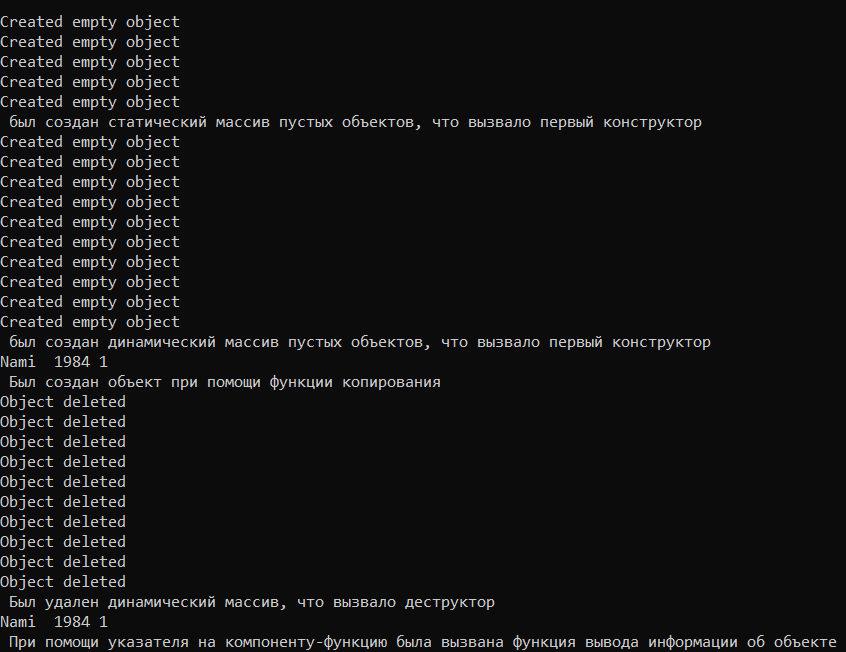 Created empty object
Created empty object
Created empty object
Created empty object
Created empty object
был создан статический массив пустых объектов, что вызвало первый конструктор
Created empty object
Created empty object
Created empty object
Created empty object
Created empty object
Created empty object
Created empty object
Created empty object
Created empty object
Created empty object
был создан динамический массив пустых объектов, что вызвало первый конструктор
Nami  1984 1
Был создан объект при помощи функции копирования
Object deleted
Object deleted
Object deleted
Object deleted
Object deleted
Object deleted
Object deleted
Object deleted
Object deleted
Object deleted
Был удален динамический массив, что вызвало деструктор
Nami  1984 1
При помощи указателя на компоненту-функцию была вызвана функция вывода информации об объекте